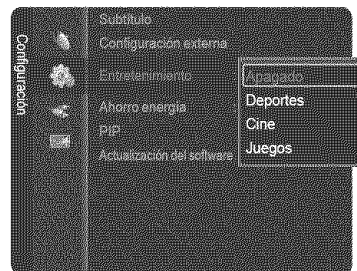 Configuración
Subtítulo
Configuración externa
Entretenimiento
Ahorro energía :
PIP
Actualización del software
Apagado
Deportes
Cine
Juegos